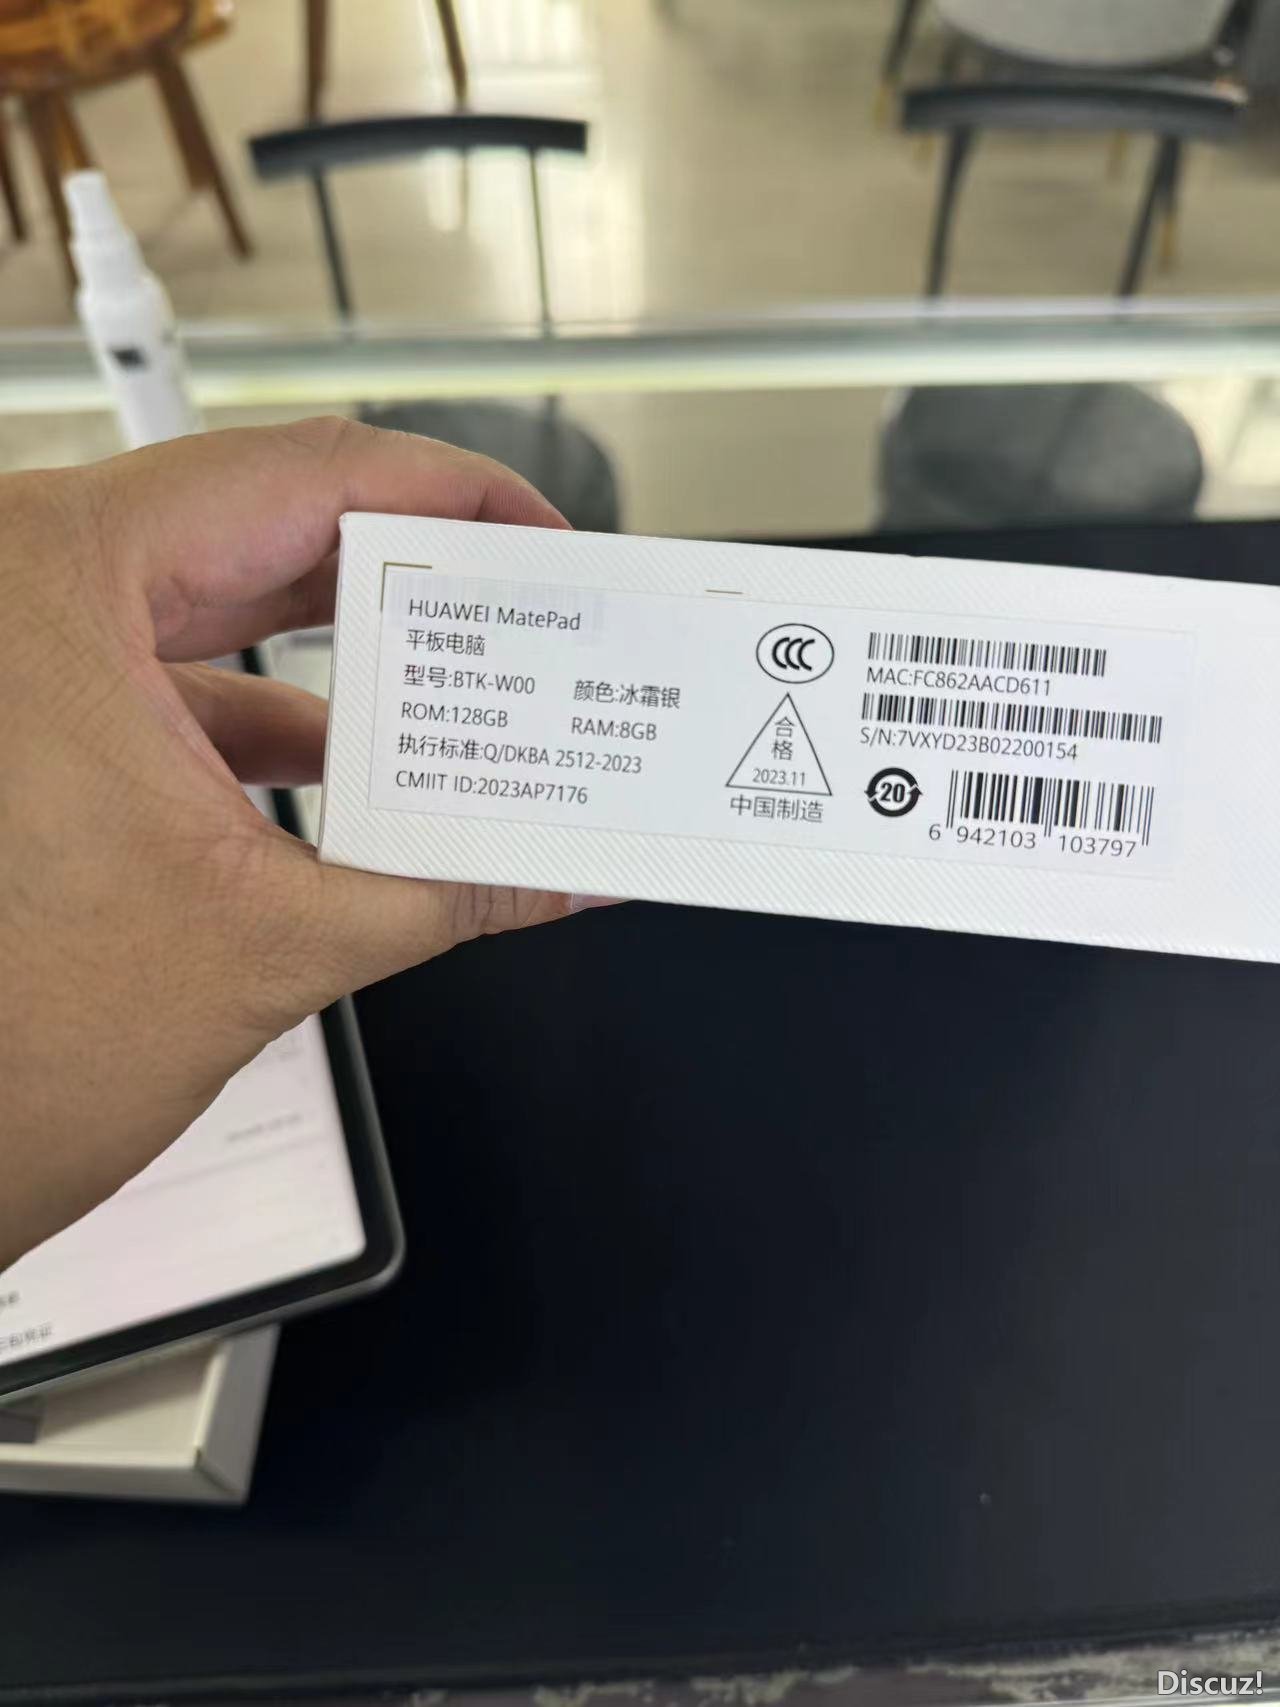 HUAWEI MatePad
平板电脑
型号:BTK-W00 颜色:冰霜银
ROM:128GB RAM:8GB
执行标准:Q/DKBA 2512-2023
CMIIT ID:2023AP7176
CCC
合
格
2023.11
中国制造
MAC:FC862AACD611
S/N:7VXYD23B02200154
20
6 942103 103797
Discuz!